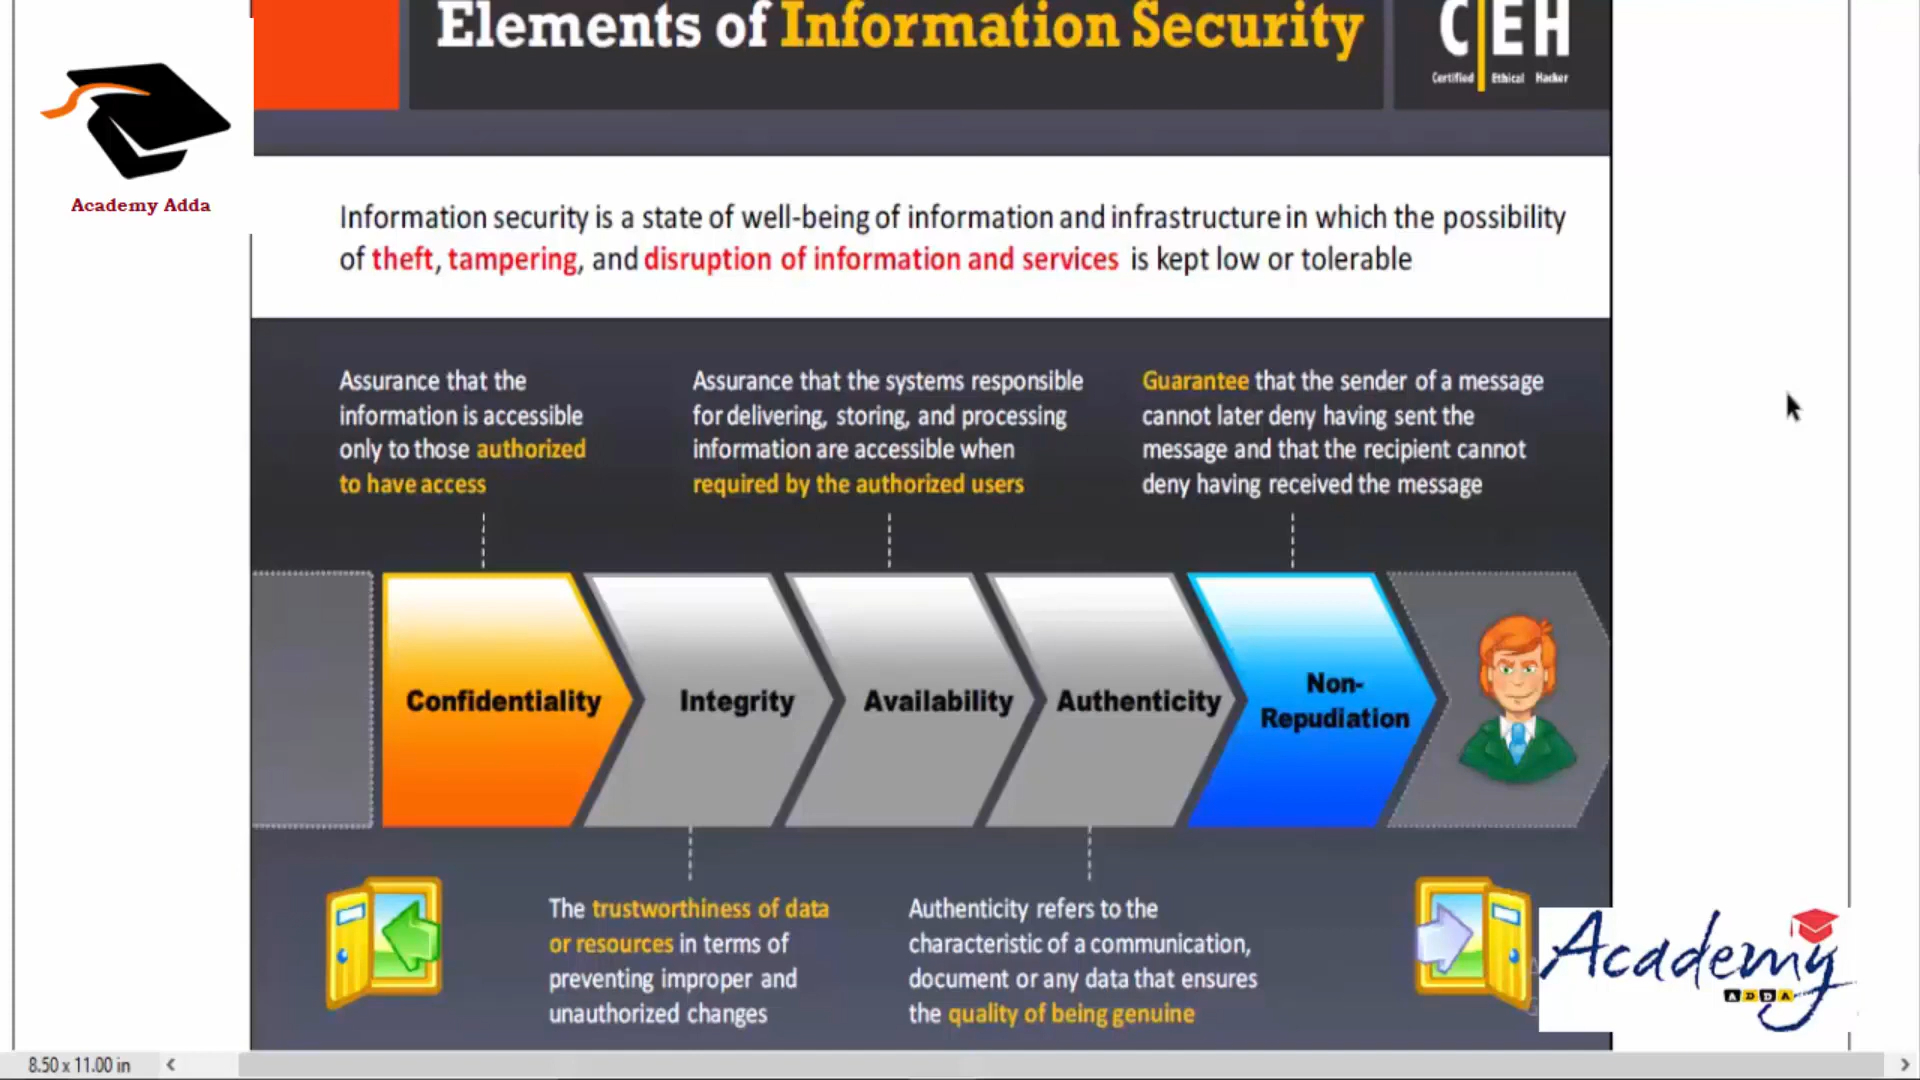 Elements of Information Security
C|EH
Certified Ethical Hacker
Academy Adda
Information security is a state of well-being of information and infrastructure in which the possibility
of theft, tampering, and disruption of information and services is kept low or tolerable
Assurance that the
information is accessible
only to those authorized
to have access
Assurance that the systems responsible
for delivering, storing, and processing
information are accessible when
required by the authorized users
Guarantee that the sender of a message
cannot later deny having sent the
message and that the recipient cannot
deny having received the message
Confidentiality
Integrity
Availability
Authenticity
Non-
Repudiation
The trustworthiness of data
or resources in terms of
preventing improper and
unauthorized changes
Authenticity refers to the
characteristic of a communication,
document or any data that ensures
the quality of being genuine
Academy
ADDA
8.50 x 11.00 in